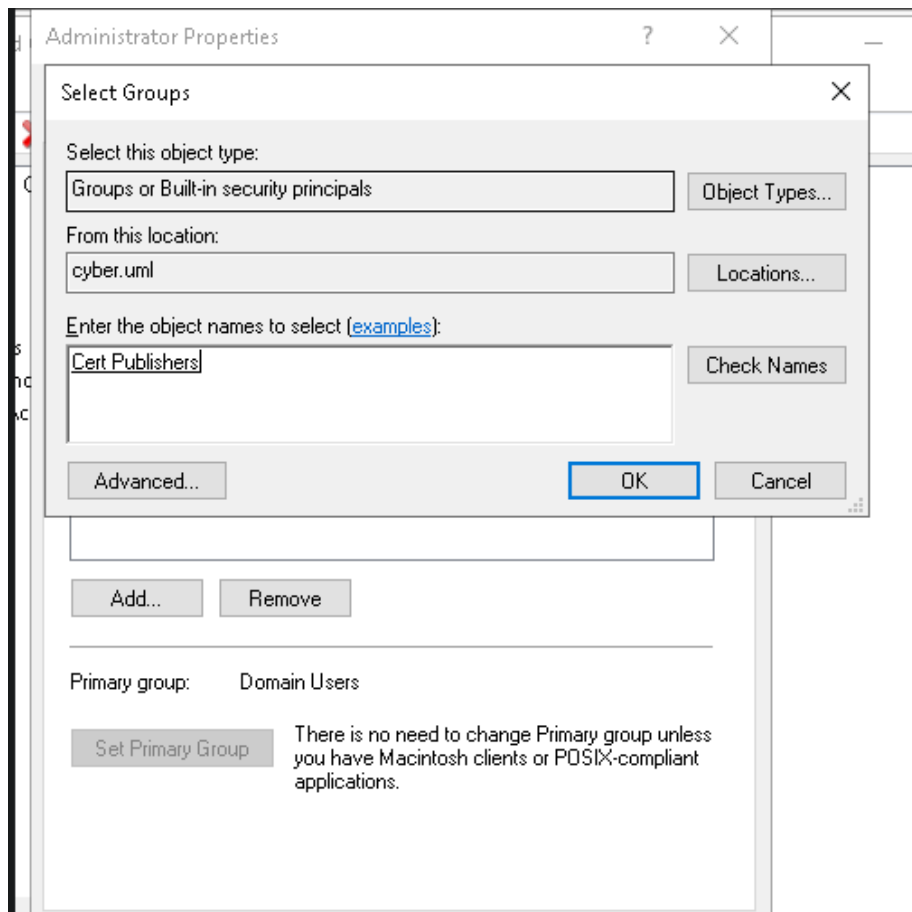 Administrator Properties
?
Select Groups
Select this object type:
Groups or Built-in security principals
Object Types...
From this location:
cyber.uml
Locations...
Enter the object names to select (examples):
Cert Publishers
Check Names
Advanced...
OK
Cancel
Add...
Remove
Primary group:
Domain Users
Set Primary Group
There is no need to change Primary group unless
you have Macintosh clients or POSIX-compliant
applications.